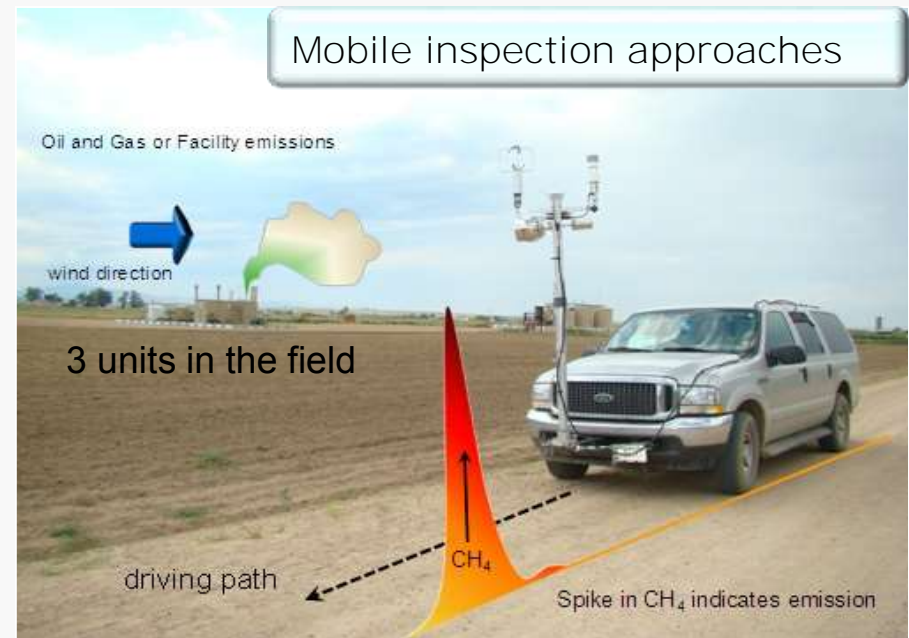 Mobile inspection approaches
Oil and Gas or Facility emissions
wind direction
3 units in the field
CH₄
driving path
Spike in CH₄ indicates emission